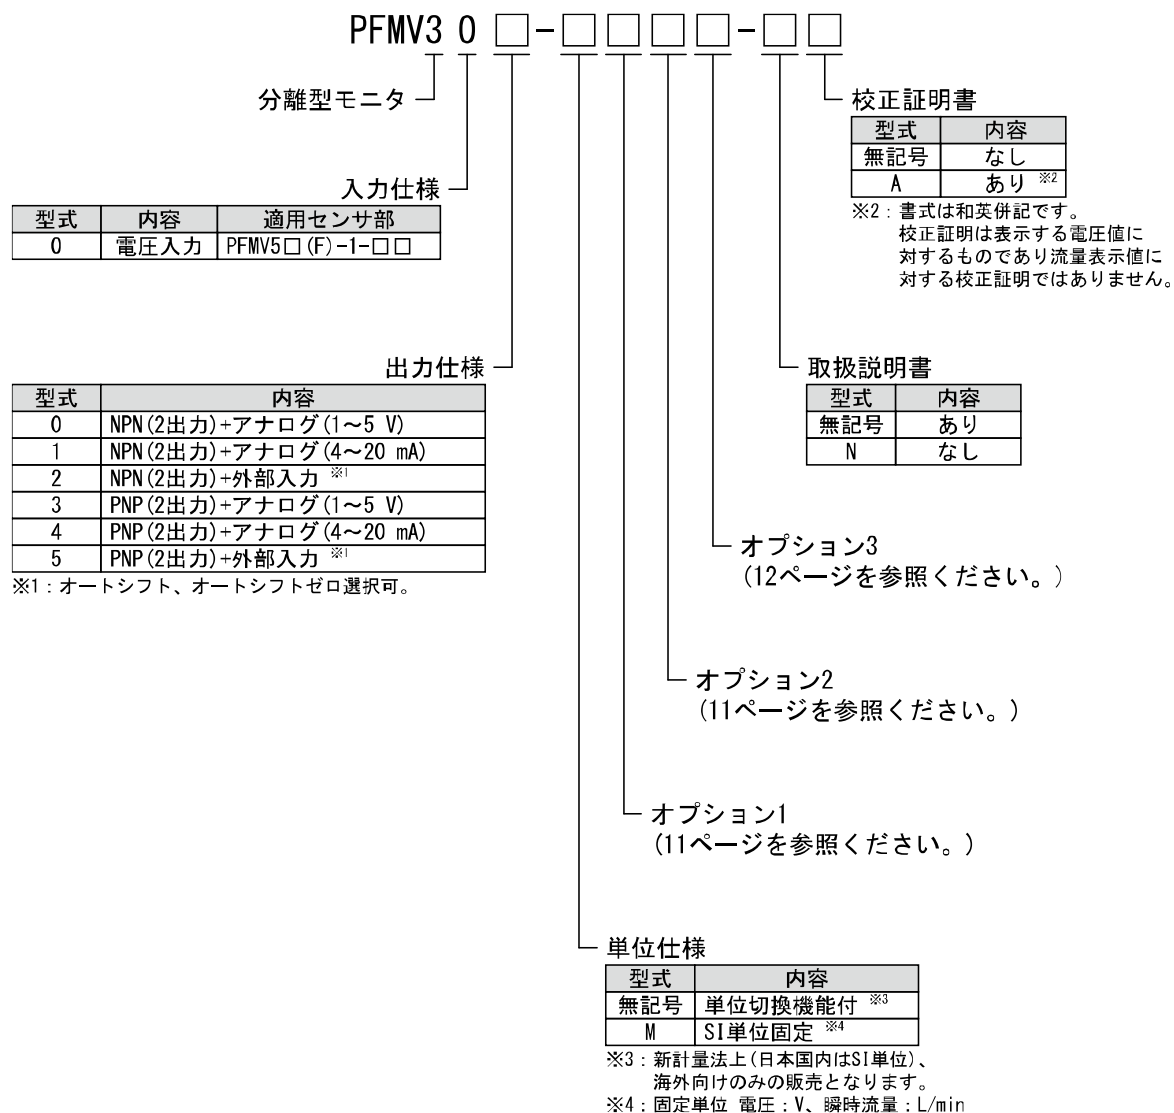 PFMV3 0 □-□□□□-□□
分離型モニタ
校正証明書
型式 内容
無記号 なし
A あり ※2
※2：書式は和英併記です。
校正証明は表示する電圧値に
対するものであり流量表示値に
対する校正証明ではありません。
入力仕様
型式 内容 適用センサ部
0 電圧入力 PFMV5□(F)-1-□□
出力仕様
型式 内容
0 NPN(2出力)+アナログ(1～5 V)
1 NPN(2出力)+アナログ(4～20 mA)
2 NPN(2出力)+外部入力 ※1
3 PNP(2出力)+アナログ(1～5 V)
4 PNP(2出力)+アナログ(4～20 mA)
5 PNP(2出力)+外部入力 ※1
※1：オートシフト、オートシフトゼロ選択可。
取扱説明書
型式 内容
無記号 あり
N なし
オプション3
(12ページを参照ください。)
オプション2
(11ページを参照ください。)
オプション1
(11ページを参照ください。)
単位仕様
型式 内容
無記号 単位切換機能付 ※3
M SI単位固定 ※4
※3：新計量法上(日本国内はSI単位)、
海外向けのみの販売となります。
※4：固定単位 電圧：V、瞬時流量：L/min